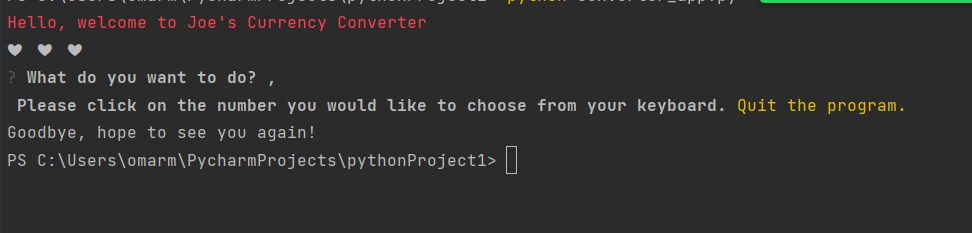 Hello, welcome to Joe's Currency Converter
♥ ♥ ♥
? What do you want to do? ,
Please click on the number you would like to choose from your keyboard. Quit the program.
Goodbye, hope to see you again!
PS C:\Users\omarm\PycharmProjects\pythonProject1>